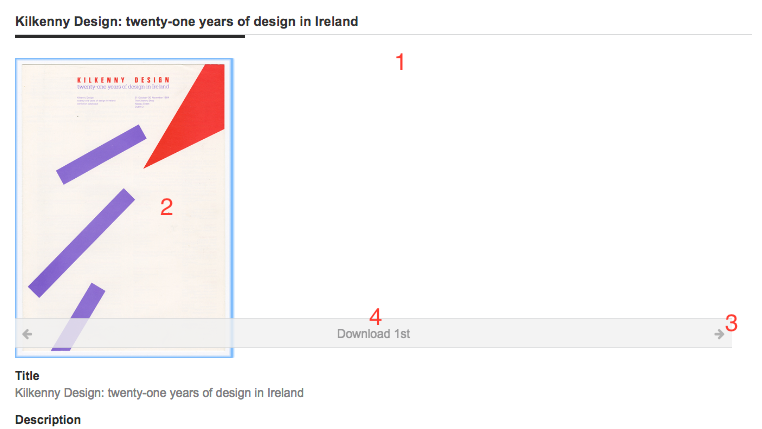 Kilkenny Design: twenty-one years of design in Ireland
1
KILKENNY DESIGN
twenty-one years of design in Ireland
2
4
3
Download 1st
Title
Kilkenny Design: twenty-one years of design in Ireland
Description